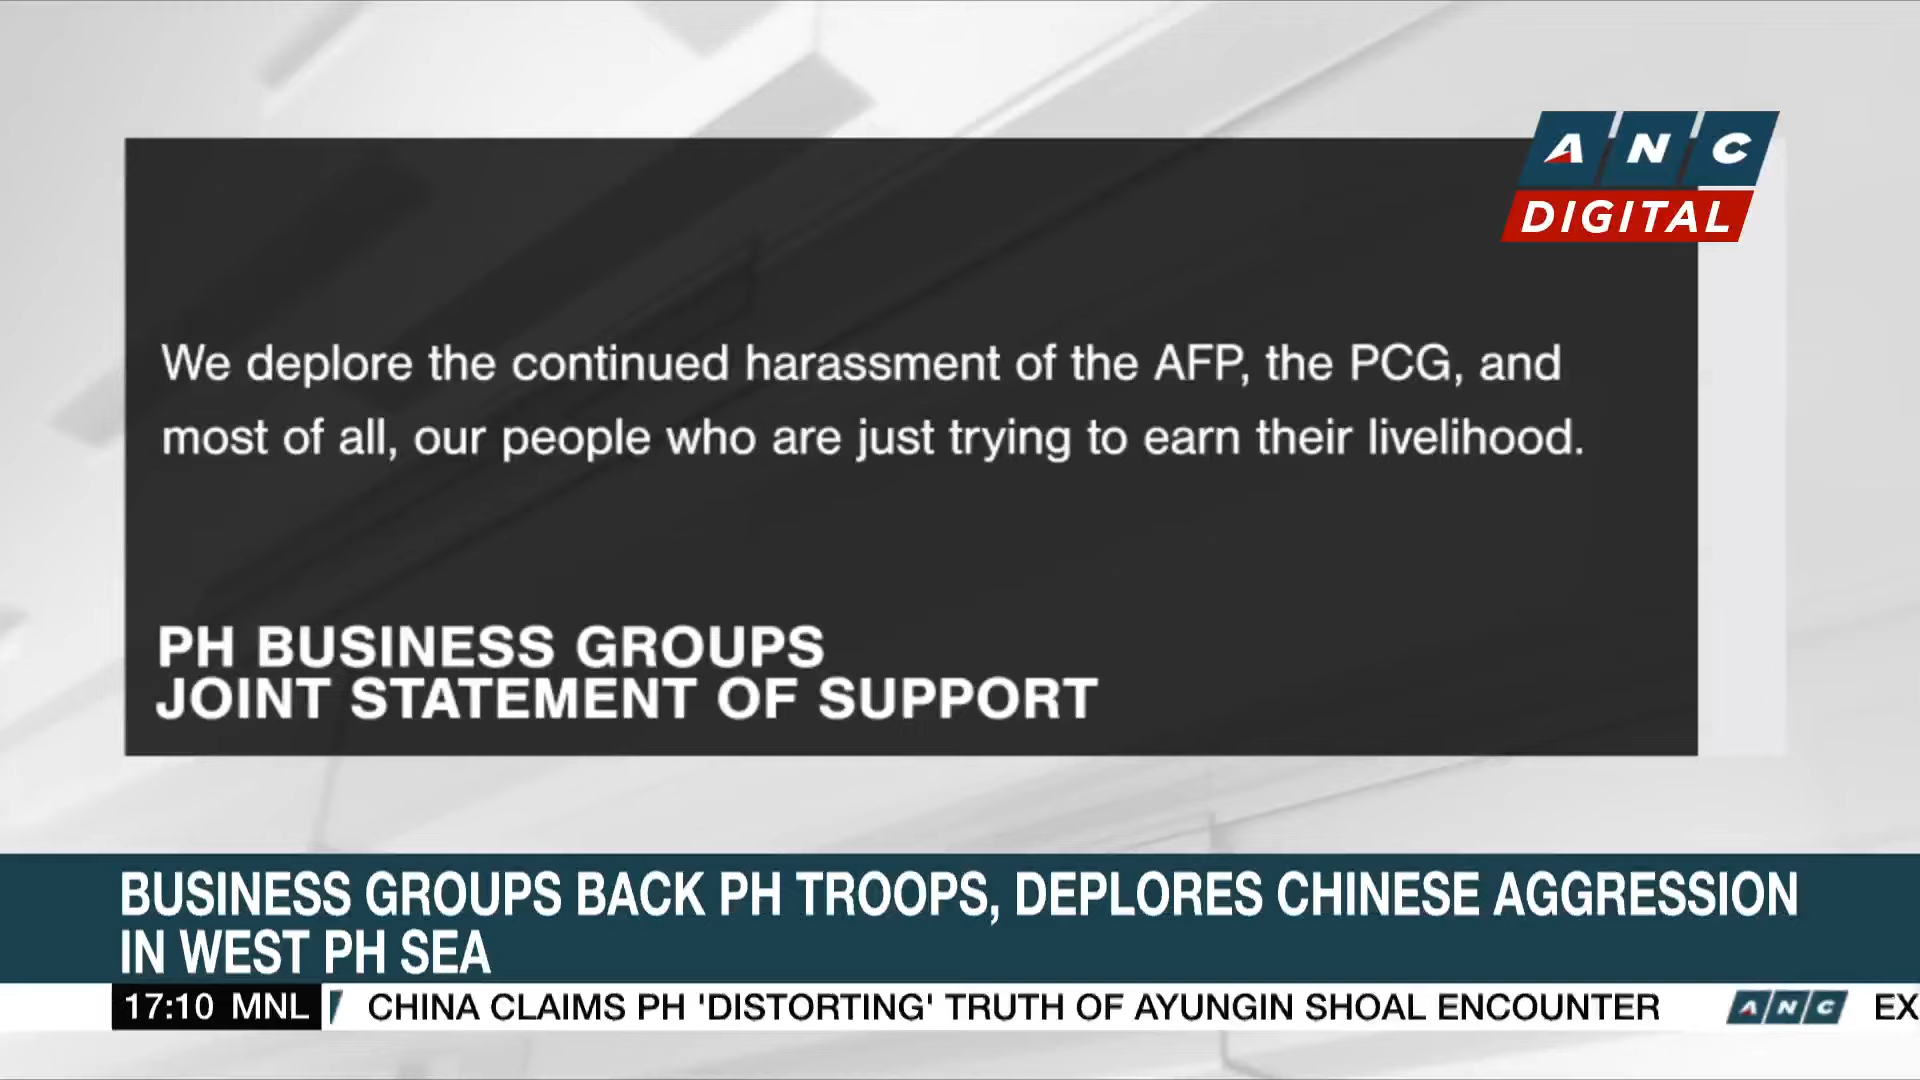 ANC
DIGITAL
We deplore the continued harassment of the AFP, the PCG, and
most of all, our people who are just trying to earn their livelihood.
PH BUSINESS GROUPS
JOINT STATEMENT OF SUPPORT
BUSINESS GROUPS BACK PH TROOPS, DEPLORES CHINESE AGGRESSION
IN WEST PH SEA
17:10 MNL CHINA CLAIMS PH 'DISTORTING' TRUTH OF AYUNGIN SHOAL ENCOUNTER ANC EX